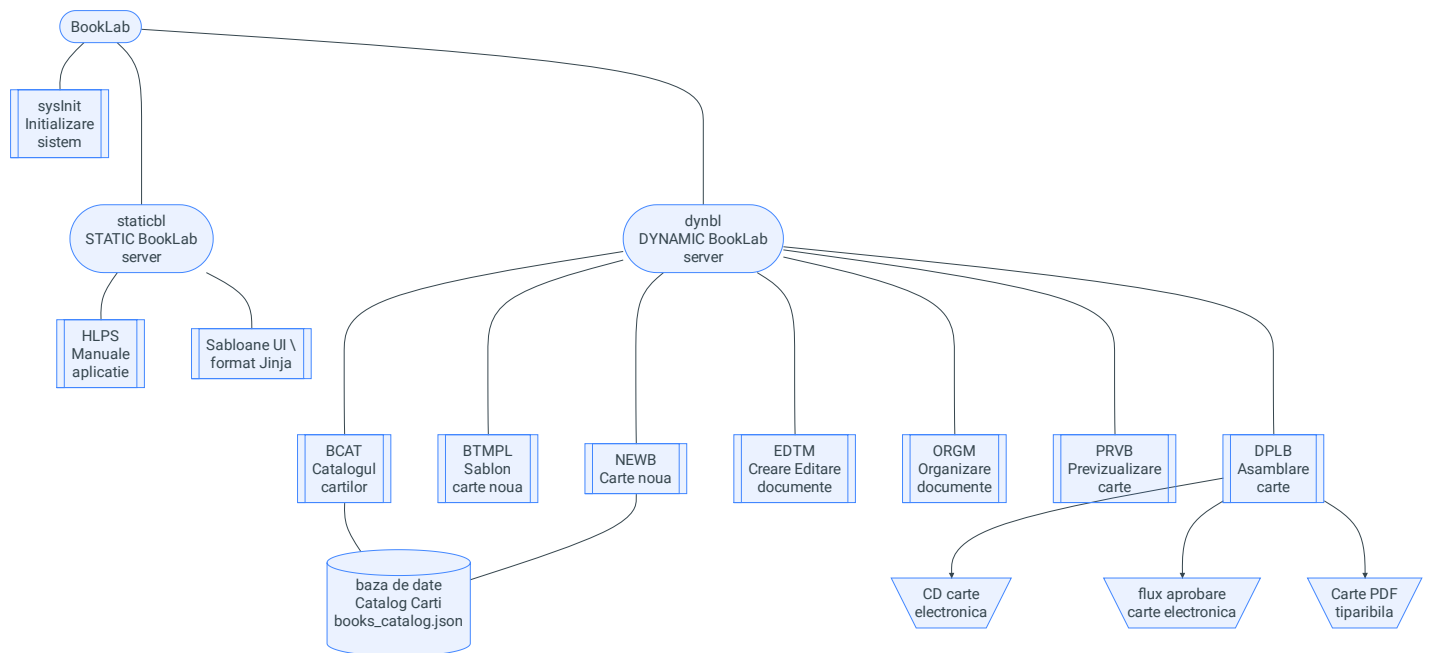 BookLab
sysInit
Initializare
sistem
staticbl
STATIC BookLab
server
dynbl
DYNAMIC BookLab
server
HLPS
Manuale
aplicatie
Sabloane UI \
format Jinja
BCAT
Catalogul
cartilor
BTMPL
Sablon
carte noua
NEWB
Carte noua
EDTM
Creare Editare
documente
ORGM
Organizare
documente
PRVB
Previzualizare
carte
DPLB
Asamblare
carte
baza de date
Catalog Carti
books_catalog.json
CD carte
electronica
flux aprobare
carte electronica
Carte PDF
tiparibila